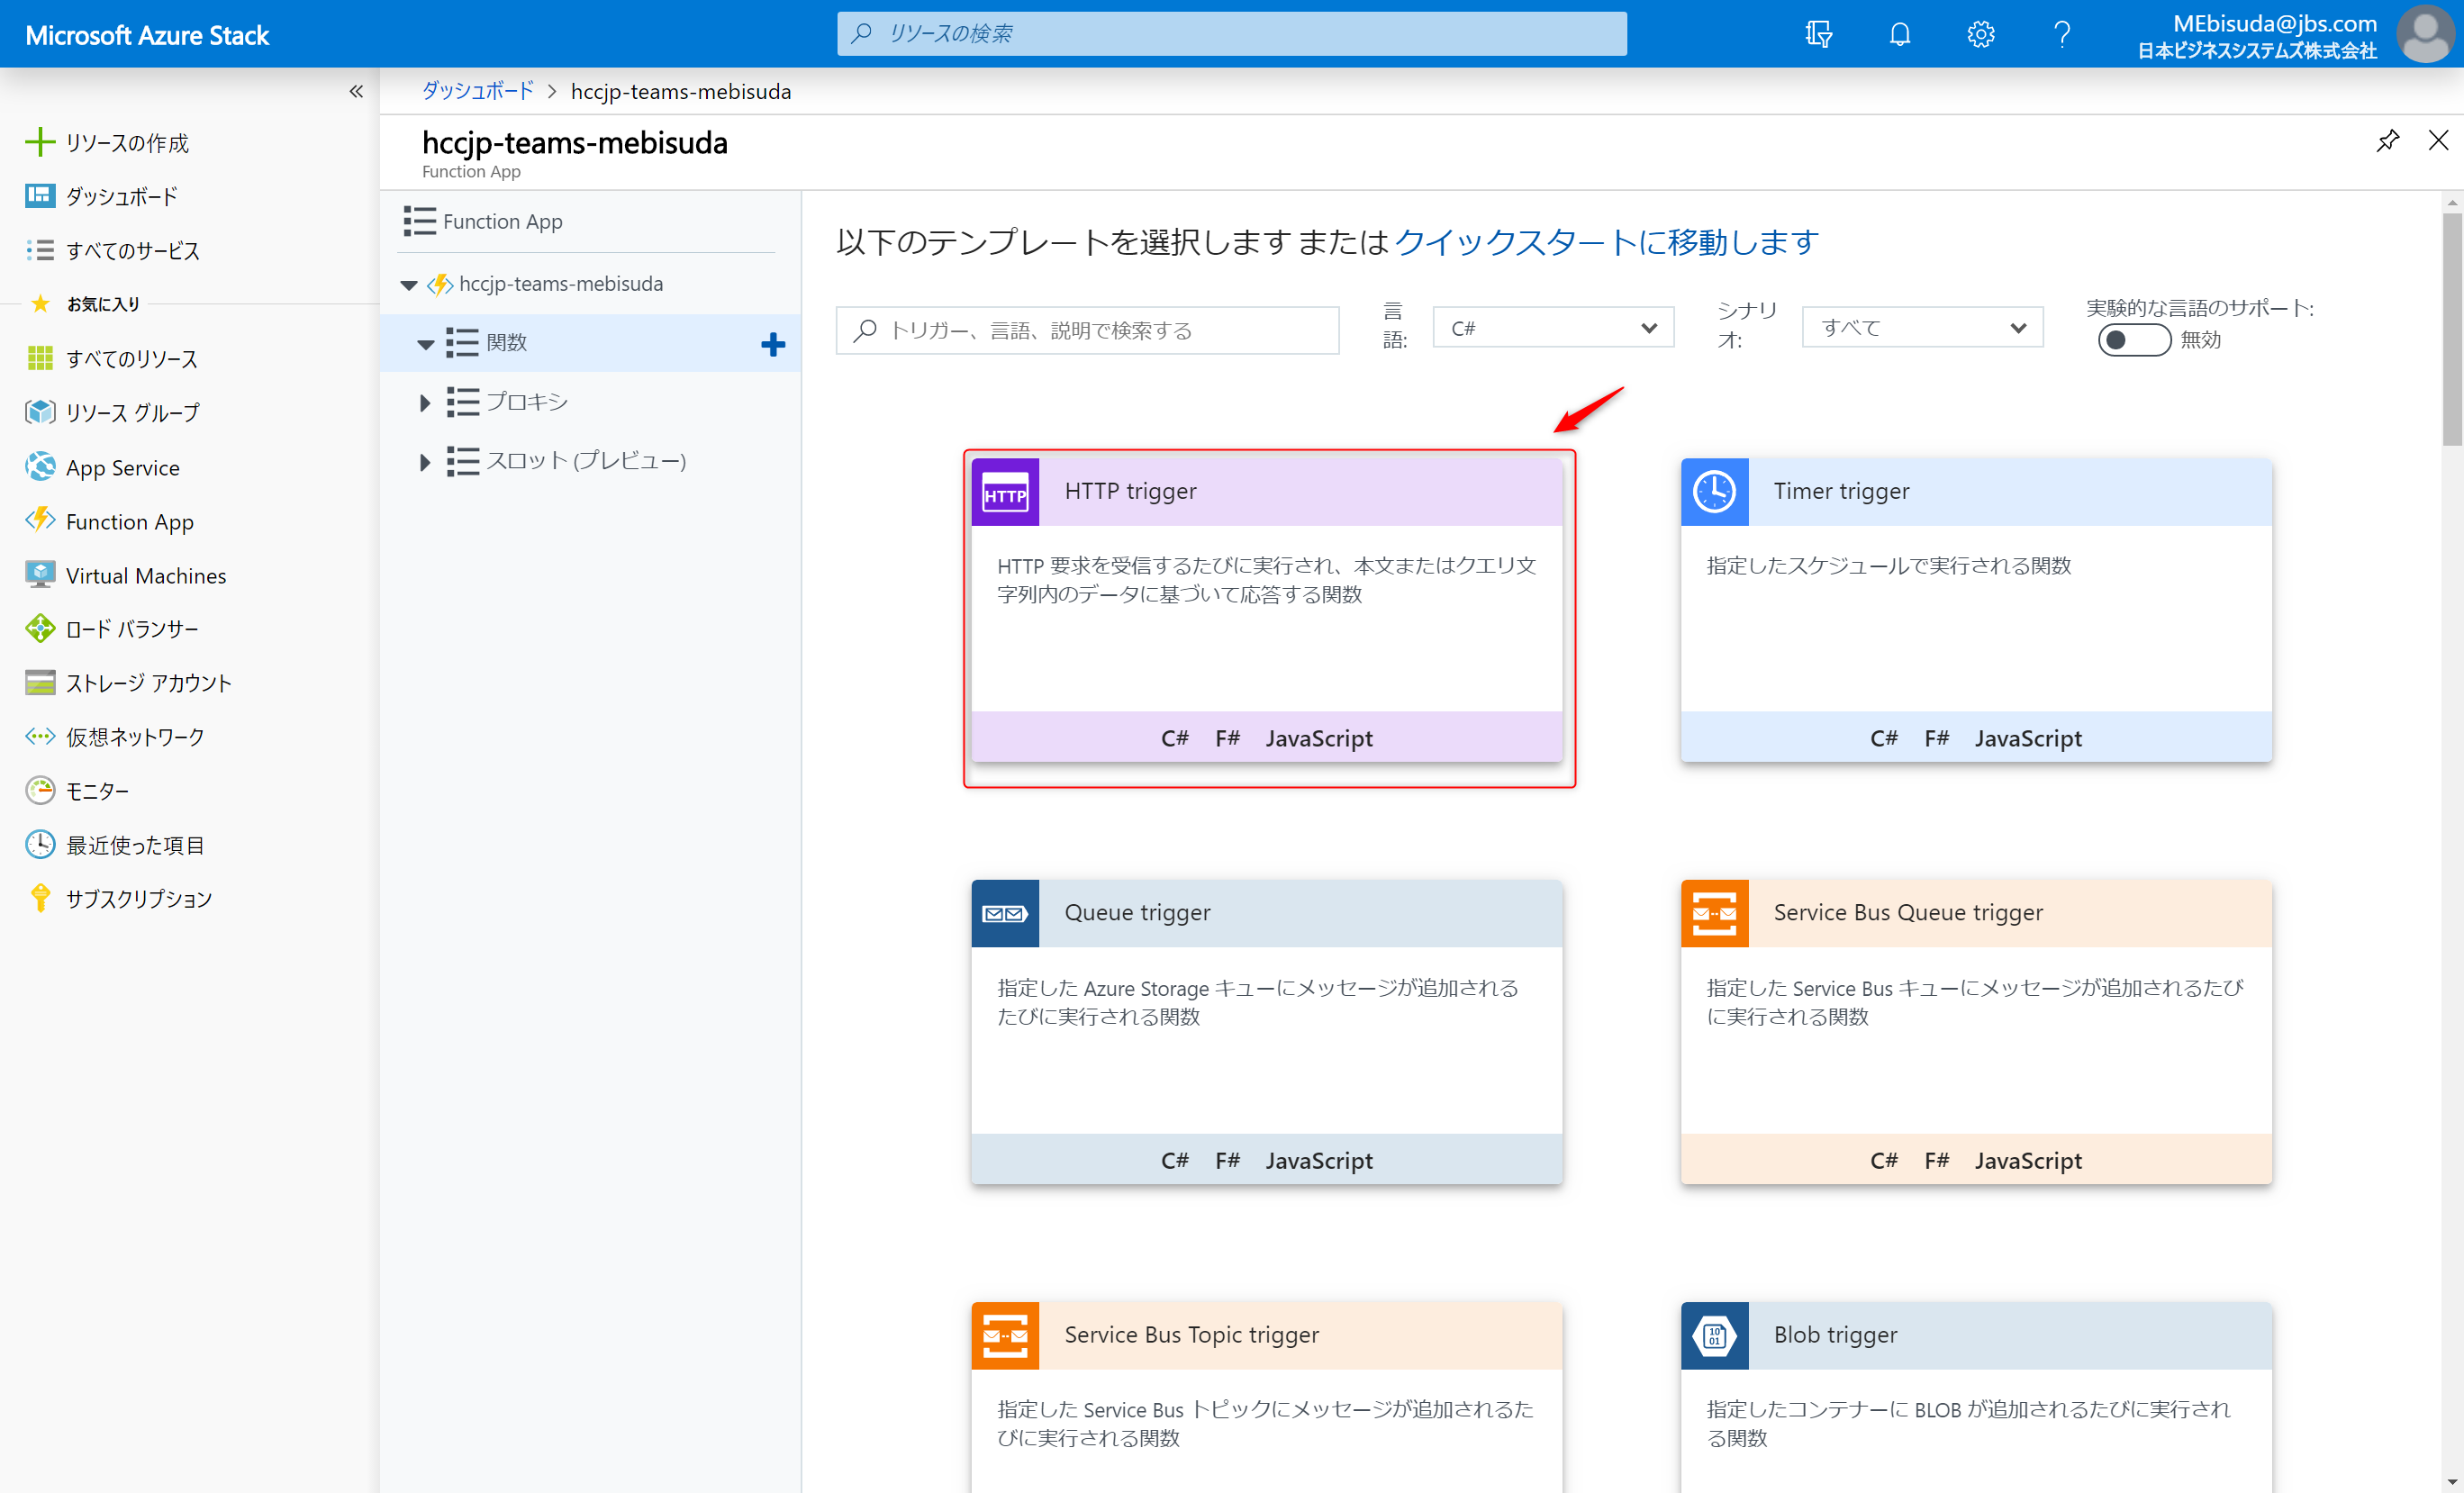 Microsoft Azure Stack
リソースの検索
MEbisuda@jbs.com
日本ビジネスシステムズ株式会社
リソースの作成
ダッシュボード
すべてのサービス
お気に入り
すべてのリソース
リソース グループ
App Service
Function App
Virtual Machines
ロード バランサー
ストレージ アカウント
仮想ネットワーク
モニター
最近使った項目
サブスクリプション
ダッシュボード > hccjp-teams-mebisuda
hccjp-teams-mebisuda
Function App
Function App
hccjp-teams-mebisuda
関数
プロキシ
スロット (プレビュー)
以下のテンプレートを選択します または クイックスタートに移動します
トリガー、言語、説明で検索する
言
語:
C#
シナリ
オ:
すべて
実験的な言語のサポート:
無効
HTTP
HTTP trigger
HTTP 要求を受信するたびに実行され、本文またはクエリ文
字列内のデータに基づいて応答する関数
C# F# JavaScript
Timer trigger
指定したスケジュールで実行される関数
C# F# JavaScript
Queue trigger
指定した Azure Storage キューにメッセージが追加される
たびに実行される関数
C# F# JavaScript
Service Bus Queue trigger
指定した Service Bus キューにメッセージが追加されるたび
に実行される関数
C# F# JavaScript
Service Bus Topic trigger
指定した Service Bus トピックにメッセージが追加されるた
びに実行される関数
10
01
Blob trigger
指定したコンテナーに BLOB が追加されるたびに実行され
る関数